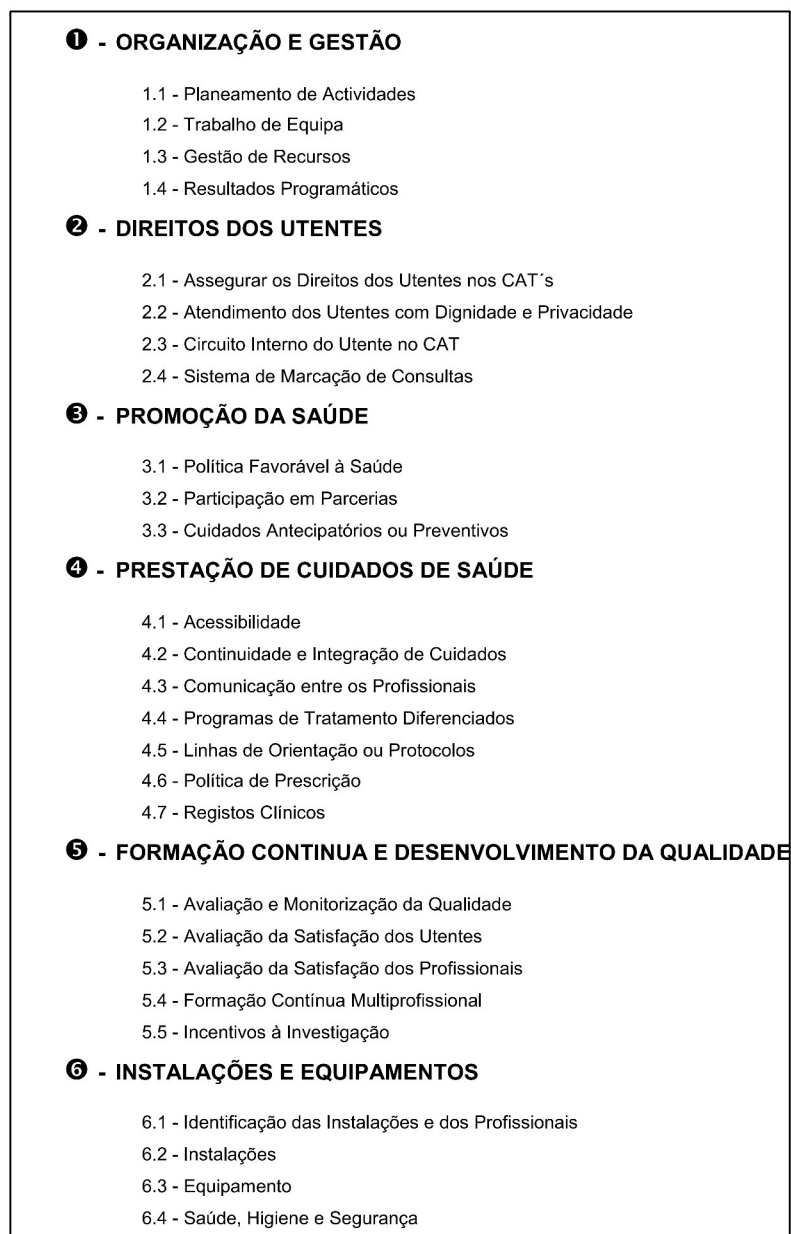 ❶ - ORGANIZAÇÃO E GESTÃO
1.1 - Planeamento de Actividades
1.2 - Trabalho de Equipa
1.3 - Gestão de Recursos
1.4 - Resultados Programáticos
❷ - DIREITOS DOS UTENTES
2.1 - Assegurar os Direitos dos Utentes nos CAT´s
2.2 - Atendimento dos Utentes com Dignidade e Privacidade
2.3 - Circuito Interno do Utente no CAT
2.4 - Sistema de Marcação de Consultas
❸ - PROMOÇÃO DA SAÚDE
3.1 - Política Favorável à Saúde
3.2 - Participação em Parcerias
3.3 - Cuidados Antecipatórios ou Preventivos
❹ - PRESTAÇÃO DE CUIDADOS DE SAÚDE
4.1 - Acessibilidade
4.2 - Continuidade e Integração de Cuidados
4.3 - Comunicação entre os Profissionais
4.4 - Programas de Tratamento Diferenciados
4.5 - Linhas de Orientação ou Protocolos
4.6 - Política de Prescrição
4.7 - Registos Clínicos
❺ - FORMAÇÃO CONTINUA E DESENVOLVIMENTO DA QUALIDADE
5.1 - Avaliação e Monitorização da Qualidade
5.2 - Avaliação da Satisfação dos Utentes
5.3 - Avaliação da Satisfação dos Profissionais
5.4 - Formação Contínua Multiprofissional
5.5 - Incentivos à Investigação
❻ - INSTALAÇÕES E EQUIPAMENTOS
6.1 - Identificação das Instalações e dos Profissionais
6.2 - Instalações
6.3 - Equipamento
6.4 - Saúde, Higiene e Segurança